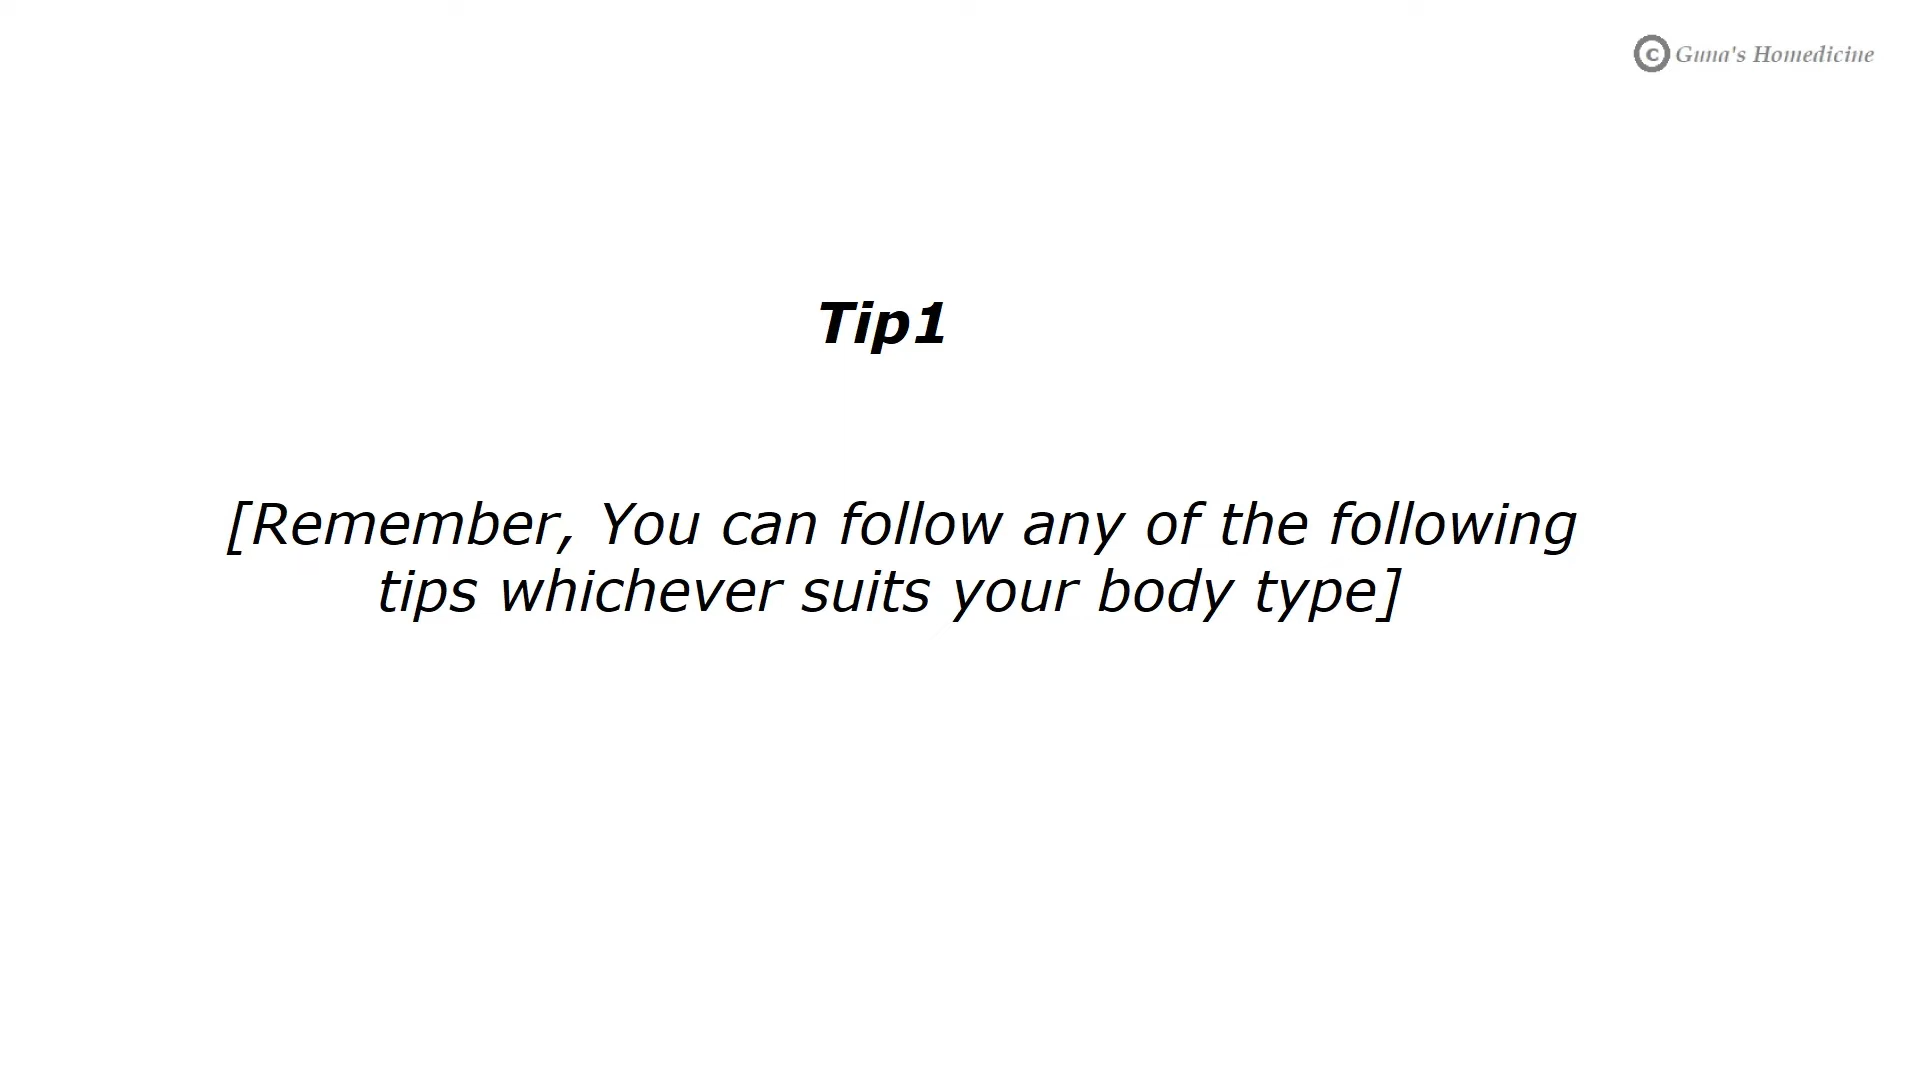 © Guna's Homedicine
Tip1
[Remember, You can follow any of the following
tips whichever suits your body type]